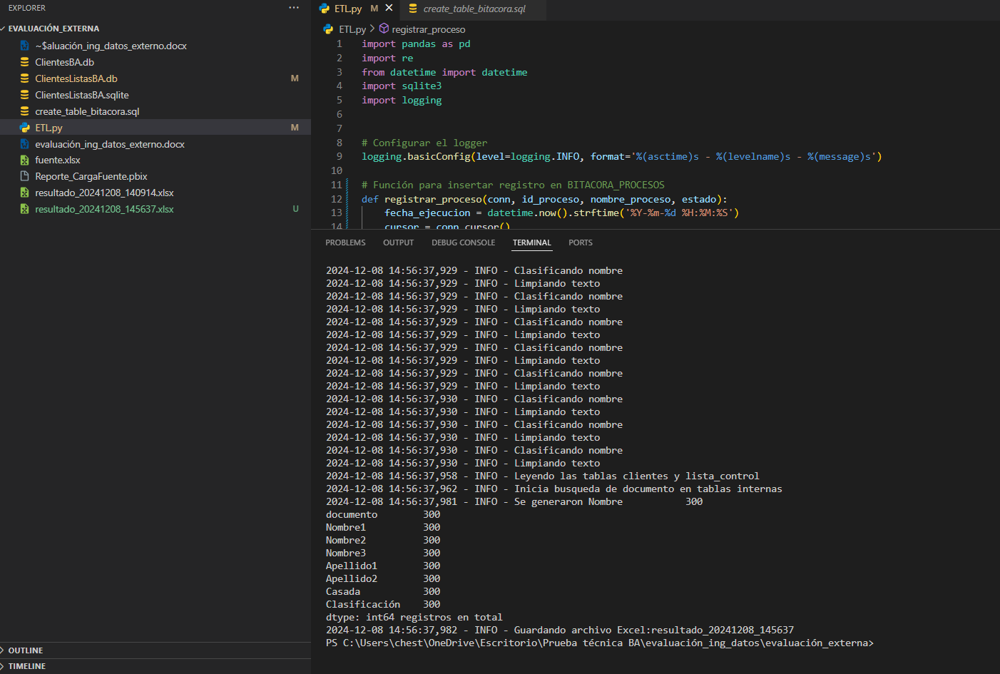 EXPLORER
EVALUACIÓN_EXTERNA
~$aluación_ing_datos_externo.docx
ClientesBA.db
ClientesListasBA.db M
ClientesListasBA.sqlite
create_table_bitacora.sql
ETL.py M
evaluación_ing_datos_externo.docx
fuente.xlsx
Reporte_CargaFuente.pbix
resultado_20241208_140914.xlsx
resultado_20241208_145637.xlsx U
OUTLINE
TIMELINE
ETL.py M create_table_bitacora.sql
ETL.py > registrar_proceso
1 import pandas as pd
2 import re
3 from datetime import datetime
4 import sqlite3
5 import logging
6
7
8 # Configurar el logger
9 logging.basicConfig(level=logging.INFO, format='%(asctime)s - %(levelname)s - %(message)s')
10
11 # Función para insertar registro en BITACORA_PROCESOS
12 def registrar_proceso(conn, id_proceso, nombre_proceso, estado):
13 fecha_ejecucion = datetime.now().strftime('%Y-%m-%d %H:%M:%S')
14 cursor = conn.cursor()
PROBLEMS OUTPUT DEBUG CONSOLE TERMINAL PORTS
2024-12-08 14:56:37,929 - INFO - Clasificando nombre
2024-12-08 14:56:37,929 - INFO - Limpiando texto
2024-12-08 14:56:37,929 - INFO - Clasificando nombre
2024-12-08 14:56:37,929 - INFO - Limpiando texto
2024-12-08 14:56:37,929 - INFO - Clasificando nombre
2024-12-08 14:56:37,929 - INFO - Limpiando texto
2024-12-08 14:56:37,929 - INFO - Clasificando nombre
2024-12-08 14:56:37,929 - INFO - Limpiando texto
2024-12-08 14:56:37,929 - INFO - Clasificando nombre
2024-12-08 14:56:37,929 - INFO - Limpiando texto
2024-12-08 14:56:37,930 - INFO - Clasificando nombre
2024-12-08 14:56:37,930 - INFO - Limpiando texto
2024-12-08 14:56:37,930 - INFO - Clasificando nombre
2024-12-08 14:56:37,930 - INFO - Limpiando texto
2024-12-08 14:56:37,930 - INFO - Clasificando nombre
2024-12-08 14:56:37,930 - INFO - Limpiando texto
2024-12-08 14:56:37,958 - INFO - Leyendo las tablas clientes y lista_control
2024-12-08 14:56:37,962 - INFO - Inicia busqueda de documento en tablas internas
2024-12-08 14:56:37,981 - INFO - Se generaron Nombre 300
documento 300
Nombre1 300
Nombre2 300
Nombre3 300
Apellido1 300
Apellido2 300
Casada 300
Clasificación 300
dtype: int64 registros en total
2024-12-08 14:56:37,982 - INFO - Guardando archivo Excel:resultado_20241208_145637
PS C:\Users\chest\OneDrive\Escritorio\Prueba técnica BA\evaluación_ing_datos\evaluación_externa>